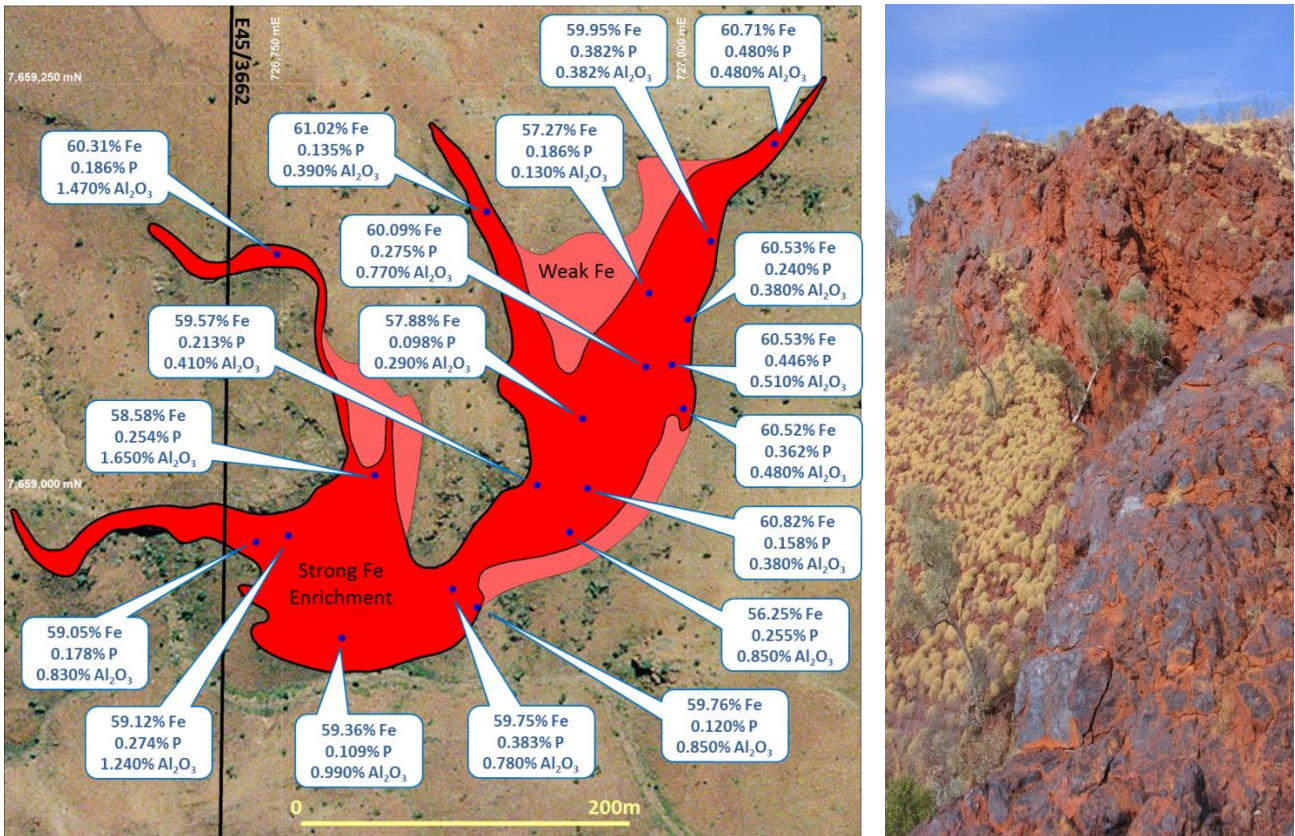 E45/3662
726,750 mE
727,000 mE
7,659,250 mN
59.95% Fe
0.382% P
0.382% Al₂O₃
60.71% Fe
0.480% P
0.480% Al₂O₃
60.31% Fe
0.186% P
1.470% Al₂O₃
61.02% Fe
0.135% P
0.390% Al₂O₃
57.27% Fe
0.186% P
0.130% Al₂O₃
60.09% Fe
0.275% P
0.770% Al₂O₃
Weak Fe
60.53% Fe
0.240% P
0.380% Al₂O₃
59.57% Fe
0.213% P
0.410% Al₂O₃
57.88% Fe
0.098% P
0.290% Al₂O₃
60.53% Fe
0.446% P
0.510% Al₂O₃
58.58% Fe
0.254% P
1.650% Al₂O₃
60.52% Fe
0.362% P
0.480% Al₂O₃
7,659,000 mN
60.82% Fe
0.158% P
0.380% Al₂O₃
Strong Fe
Enrichment
59.05% Fe
0.178% P
0.830% Al₂O₃
56.25% Fe
0.255% P
0.850% Al₂O₃
59.12% Fe
0.274% P
1.240% Al₂O₃
59.36% Fe
0.109% P
0.990% Al₂O₃
59.75% Fe
0.383% P
0.780% Al₂O₃
59.76% Fe
0.120% P
0.850% Al₂O₃
0
200m